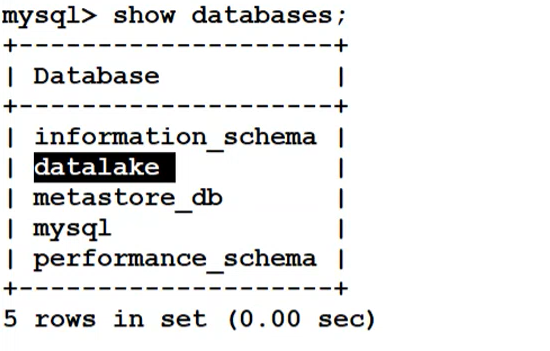 mysql> show databases;
+--------------------+
| Database           |
+--------------------+
| information_schema |
| datalake           |
| metastore_db       |
| mysql              |
| performance_schema |
+--------------------+
5 rows in set (0.00 sec)